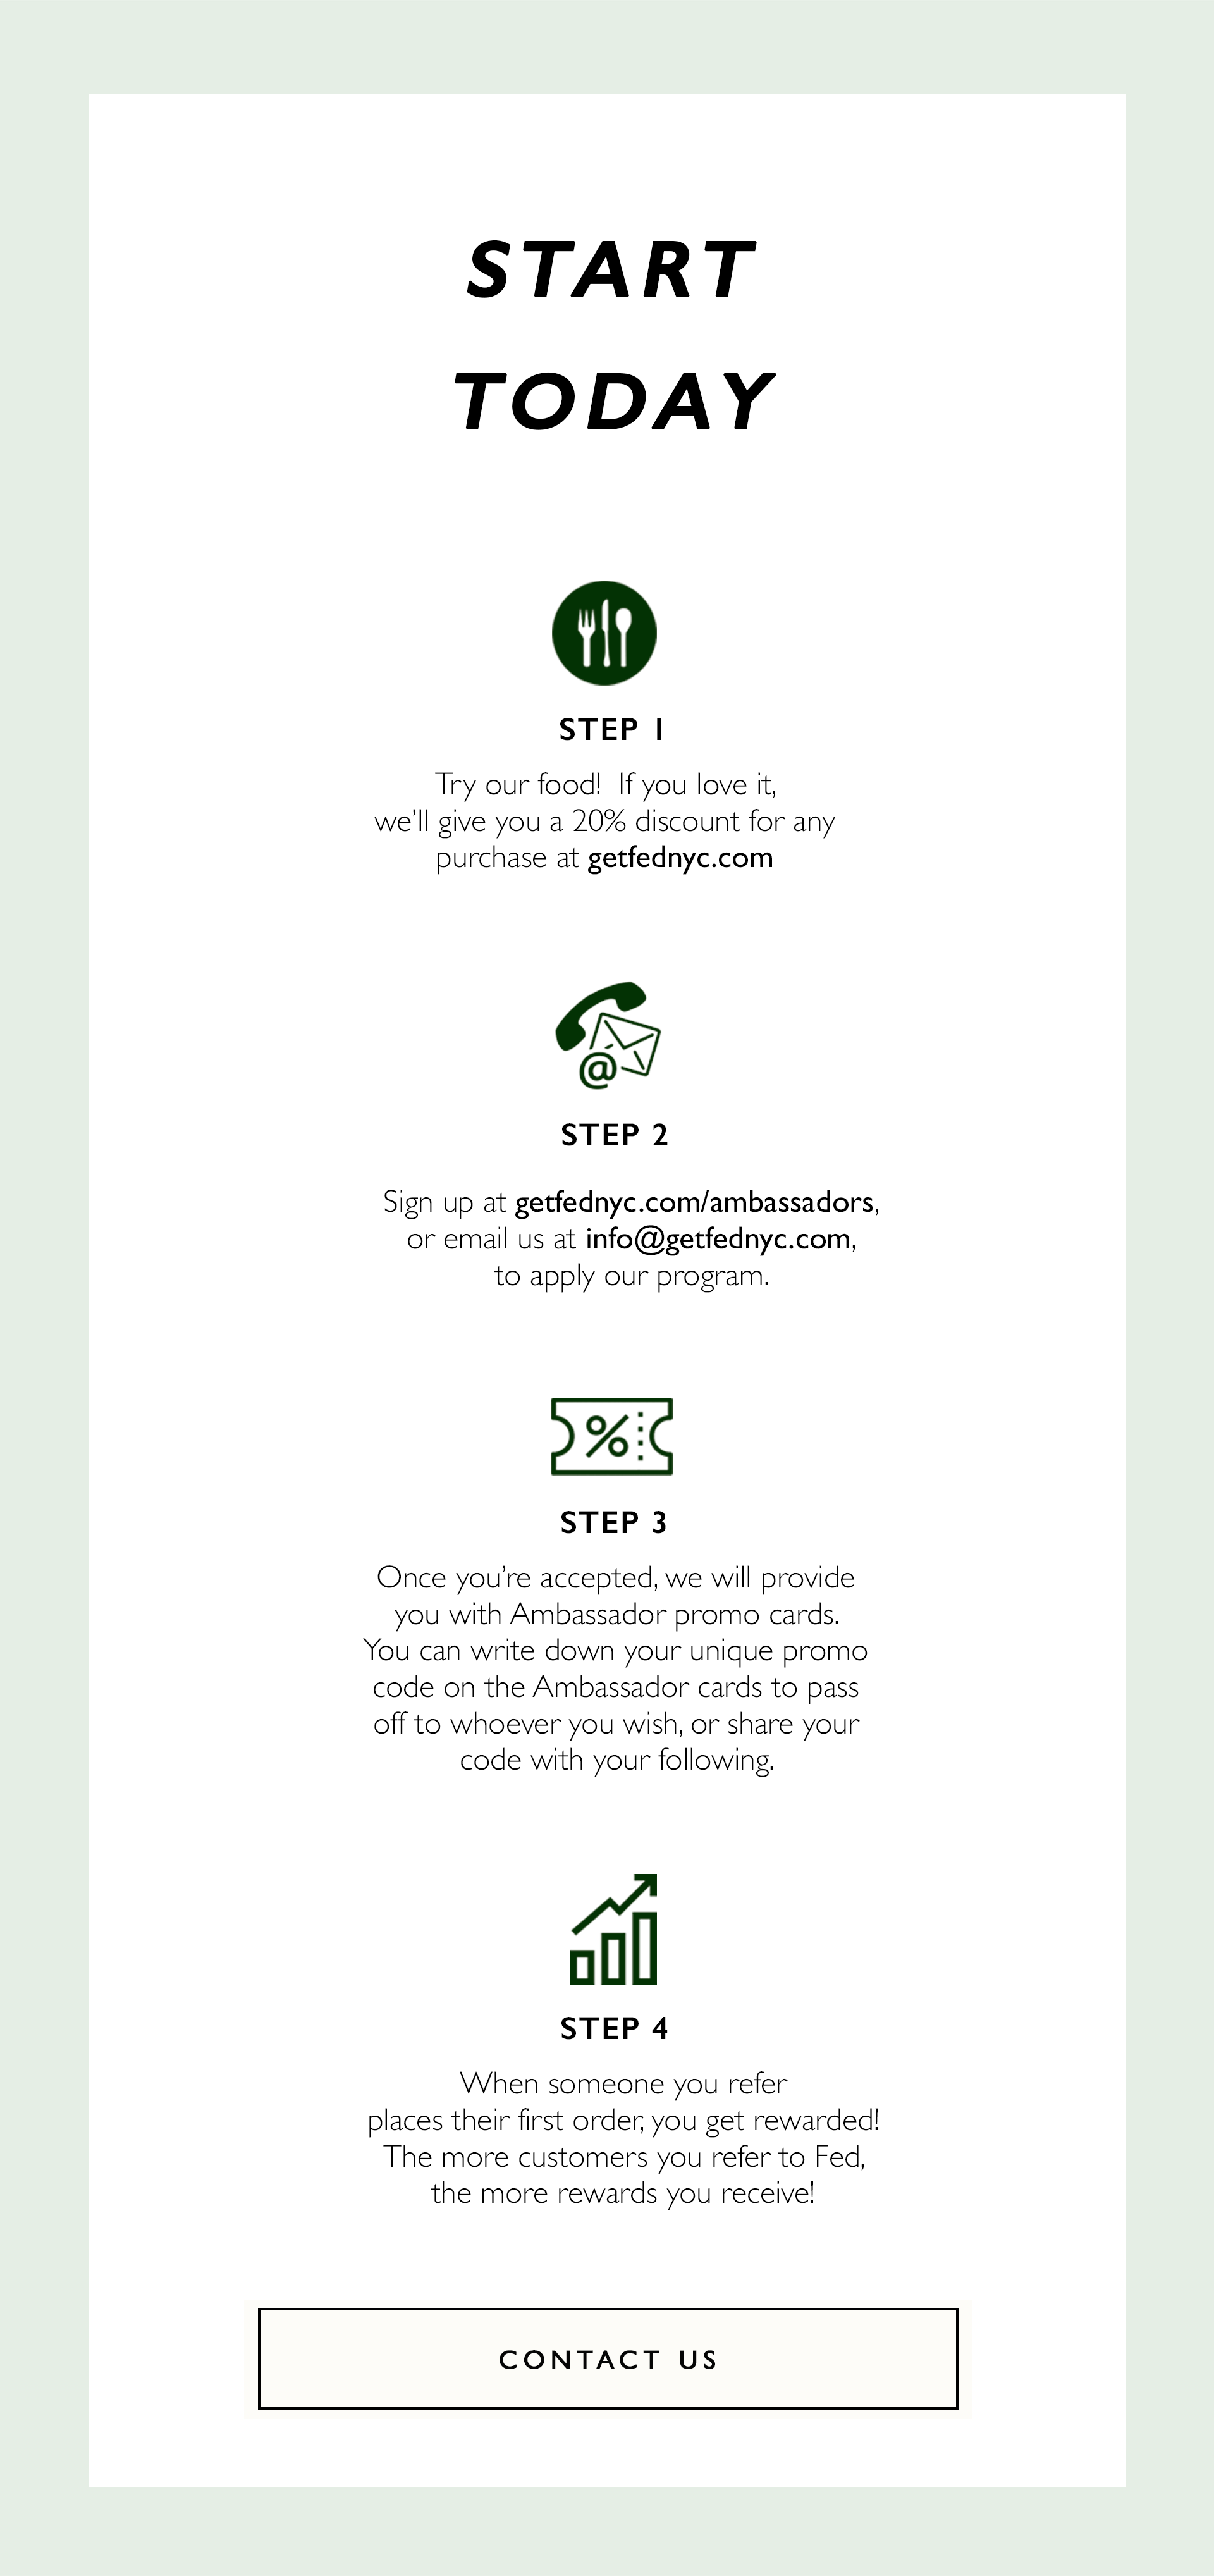 START
TODAY
STEP 1
Try our food!  If you love it,
we’ll give you a 20% discount for any
purchase at getfednyc.com
@
STEP 2
Sign up at getfednyc.com/ambassadors,
or email us at info@getfednyc.com,
to apply our program.
%
STEP 3
Once you’re accepted, we will provide
you with Ambassador promo cards.
You can write down your unique promo
code on the Ambassador cards to pass
off to whoever you wish, or share your
code with your following.
STEP 4
When someone you refer
places their first order, you get rewarded!
The more customers you refer to Fed,
the more rewards you receive!
CONTACT US